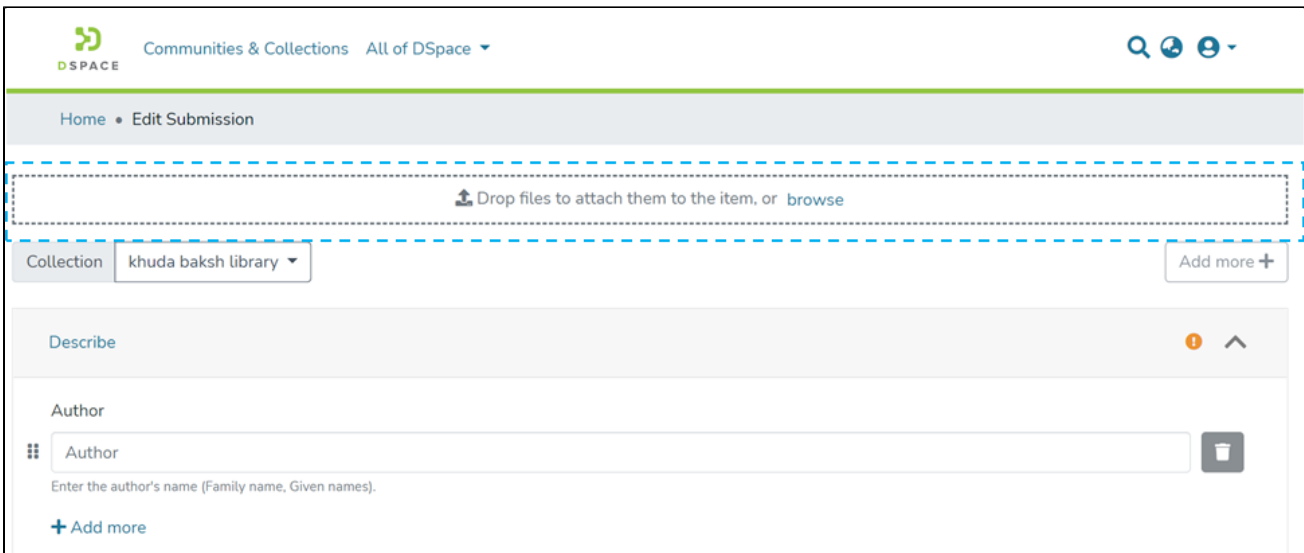 DSPACE
Communities & Collections All of DSpace
Home • Edit Submission
Drop files to attach them to the item, or browse
Collection khuda baksh library Add more +
Describe
Author
Author
Enter the author's name (Family name, Given names).
+ Add more